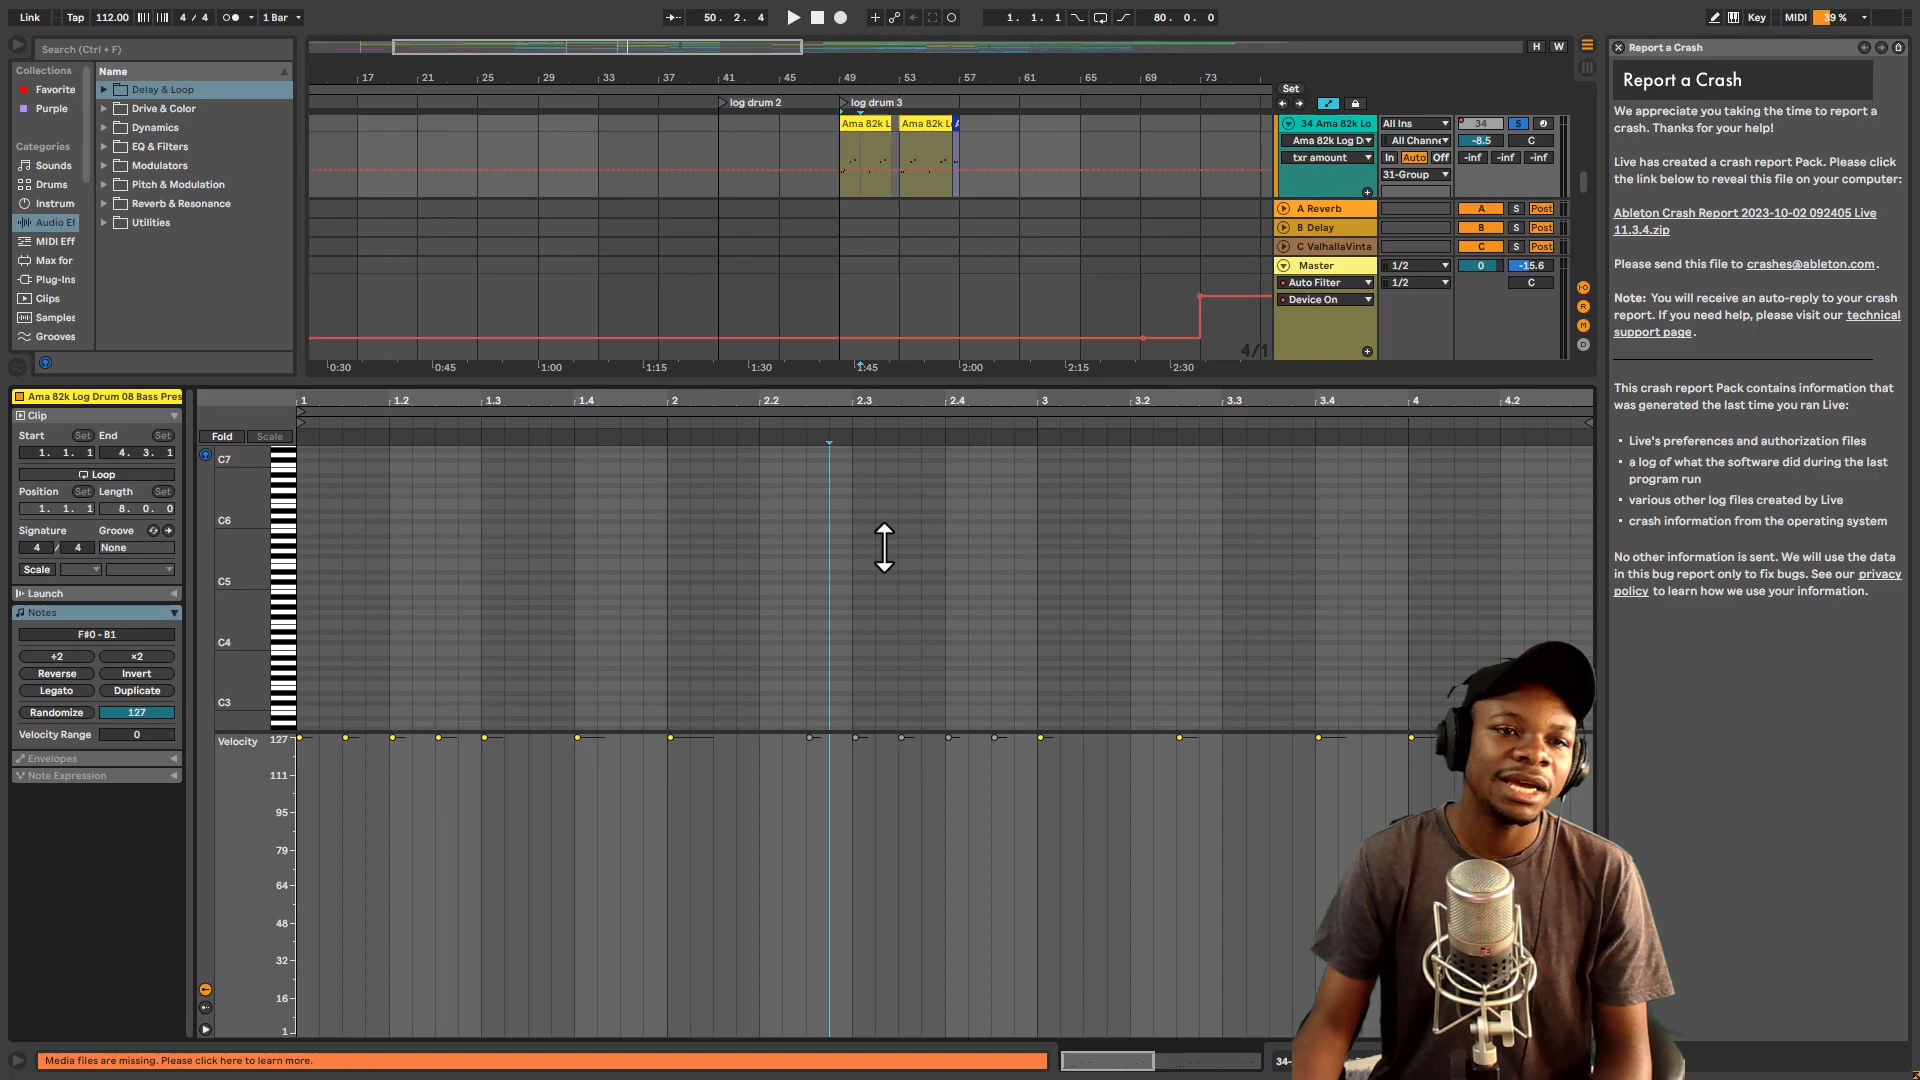 Link Tap 112.00 4 / 4 1 Bar 50. 2. 4 1. 1. 1 80. 0. 0 Key MIDI 39 %
Search (Ctrl + F)
Collections
Favorite
Purple
Categories
Sounds
Drums
Instrum
Audio Ef
MIDI Eff
Max for
Plug-Ins
Clips
Samples
Grooves
Name
Delay & Loop
Drive & Color
Dynamics
EQ & Filters
Modulators
Pitch & Modulation
Reverb & Resonance
Utilities
H W
17 21 25 29 33 37 41 45 49 53 57 61 65 69 73
Set
log drum 2 log drum 3
Ama 82k L Ama 82k L
34 Ama 82k Lo All Ins 34 S
Ama 82k Log D All Channe -8.5 C
txr amount In Auto Off -inf -inf -inf
31-Group
A Reverb A S Post
B Delay B S Post
C ValhallaVinta C S Post
Master 1/2 0 -15.6
Auto Filter 1/2 C
Device On
4/1
0:30 0:45 1:00 1:15 1:30 1:45 2:00 2:15 2:30
Report a Crash
Report a Crash
We appreciate you taking the time to report a
crash. Thanks for your help!
Live has created a crash report Pack. Please click
the link below to reveal this file on your computer:
Ableton Crash Report 2023-10-02 092405 Live
11.3.4.zip
Please send this file to crashes@ableton.com.
Note: You will receive an auto-reply to your crash
report. If you need help, please visit our technical
support page.
This crash report Pack contains information that
was generated the last time you ran Live:
▪ Live's preferences and authorization files
▪ a log of what the software did during the last
program run
▪ various other log files created by Live
▪ crash information from the operating system
No other information is sent. We will use the data
in this bug report only to fix bugs. See our privacy
policy to learn how we use your information.
Ama 82k Log Drum 08 Bass Pres
Clip
Start Set End Set
1. 1. 1 4. 3. 1
Loop
Position Set Length Set
1. 1. 1 8. 0. 0
Signature Groove
4 / 4 None
Scale
Launch
Notes
F#0 - B1
÷2 ×2
Reverse Invert
Legato Duplicate
Randomize 127
Velocity Range 0
Envelopes
Note Expression
1 1.2 1.3 1.4 2 2.2 2.3 2.4 3 3.2 3.3 3.4 4 4.2
Fold Scale
C7
C6
C5
C4
C3
Velocity 127
111
95
79
64
48
32
16
1
Media files are missing. Please click here to learn more.
34-